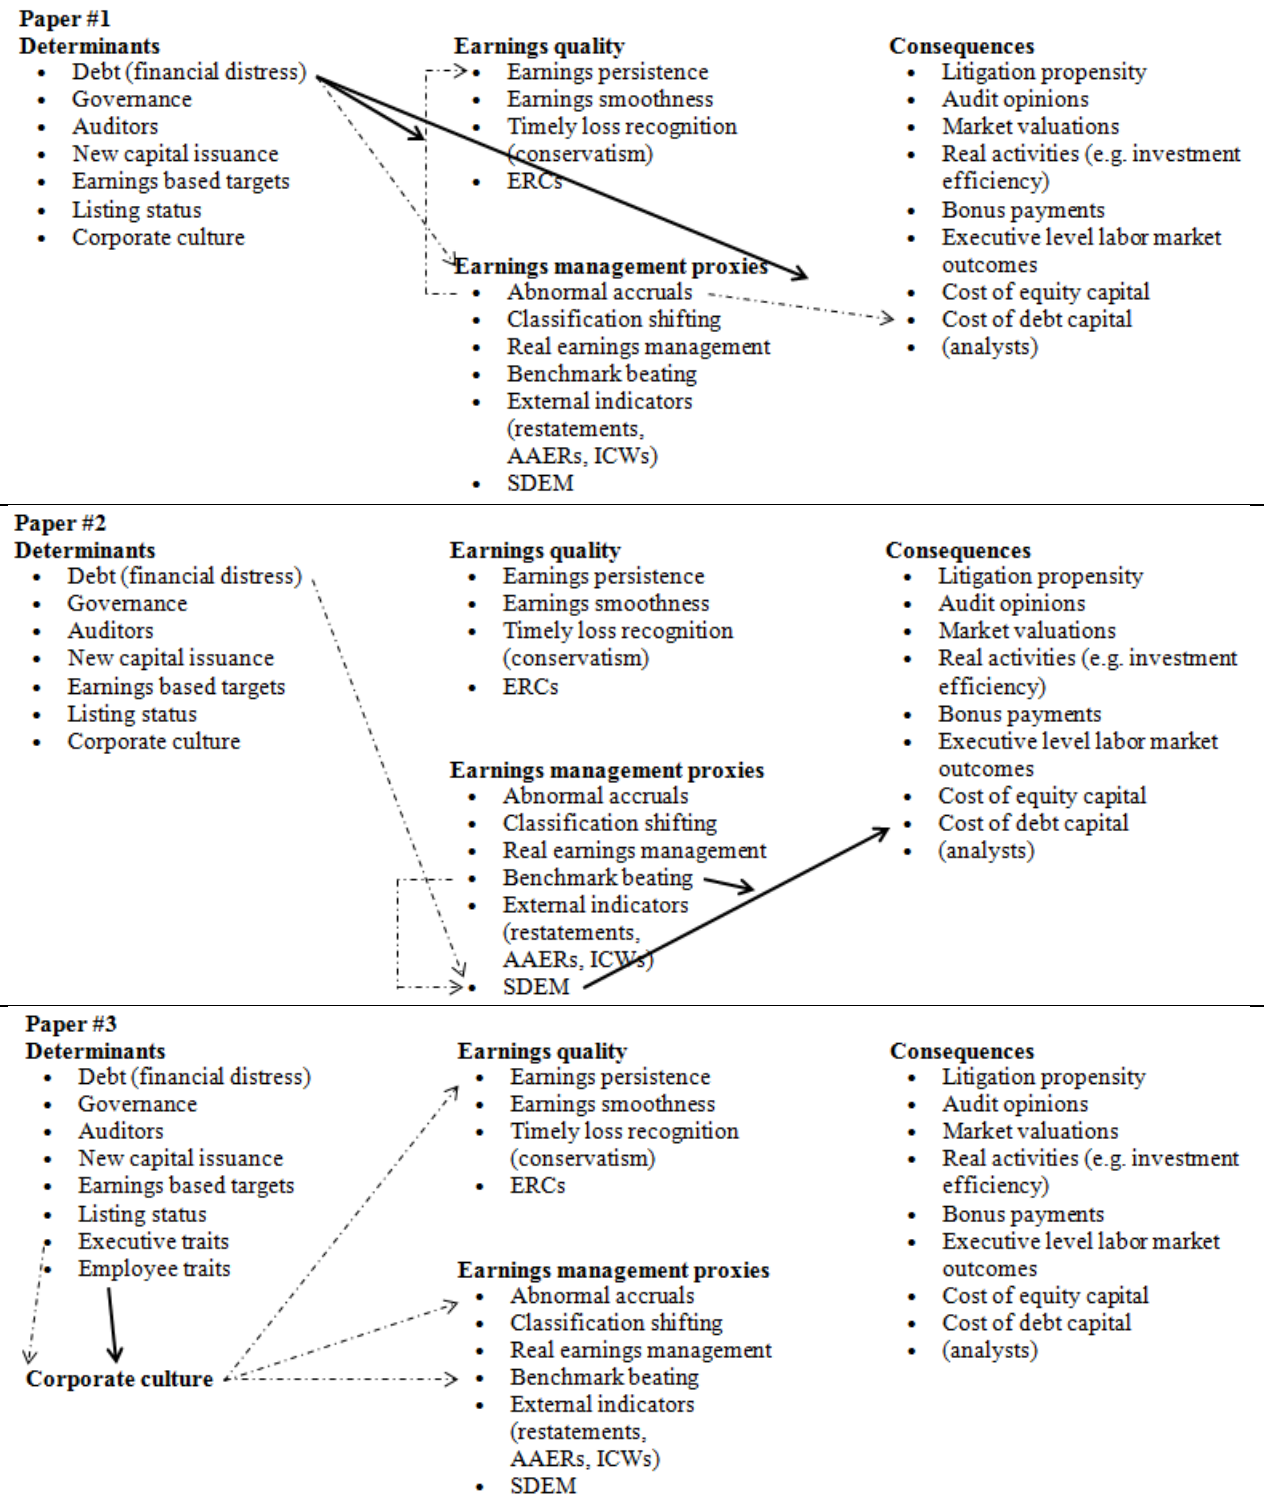 Paper #1
Determinants
• Debt (financial distress)
• Governance
• Auditors
• New capital issuance
• Earnings based targets
• Listing status
• Corporate culture
Earnings quality
• Earnings persistence
• Earnings smoothness
• Timely loss recognition
(conservatism)
• ERCs
Earnings management proxies
• Abnormal accruals
• Classification shifting
• Real earnings management
• Benchmark beating
• External indicators
(restatements,
AAERs, ICWs)
• SDEM
Consequences
• Litigation propensity
• Audit opinions
• Market valuations
• Real activities (e.g. investment
efficiency)
• Bonus payments
• Executive level labor market
outcomes
• Cost of equity capital
• Cost of debt capital
• (analysts)
Paper #2
Determinants
• Debt (financial distress)
• Governance
• Auditors
• New capital issuance
• Earnings based targets
• Listing status
• Corporate culture
Earnings quality
• Earnings persistence
• Earnings smoothness
• Timely loss recognition
(conservatism)
• ERCs
Earnings management proxies
• Abnormal accruals
• Classification shifting
• Real earnings management
• Benchmark beating
• External indicators
(restatements,
AAERs, ICWs)
• SDEM
Consequences
• Litigation propensity
• Audit opinions
• Market valuations
• Real activities (e.g. investment
efficiency)
• Bonus payments
• Executive level labor market
outcomes
• Cost of equity capital
• Cost of debt capital
• (analysts)
Paper #3
Determinants
• Debt (financial distress)
• Governance
• Auditors
• New capital issuance
• Earnings based targets
• Listing status
• Executive traits
• Employee traits
Corporate culture
Earnings quality
• Earnings persistence
• Earnings smoothness
• Timely loss recognition
(conservatism)
• ERCs
Earnings management proxies
• Abnormal accruals
• Classification shifting
• Real earnings management
• Benchmark beating
• External indicators
(restatements,
AAERs, ICWs)
• SDEM
Consequences
• Litigation propensity
• Audit opinions
• Market valuations
• Real activities (e.g. investment
efficiency)
• Bonus payments
• Executive level labor market
outcomes
• Cost of equity capital
• Cost of debt capital
• (analysts)